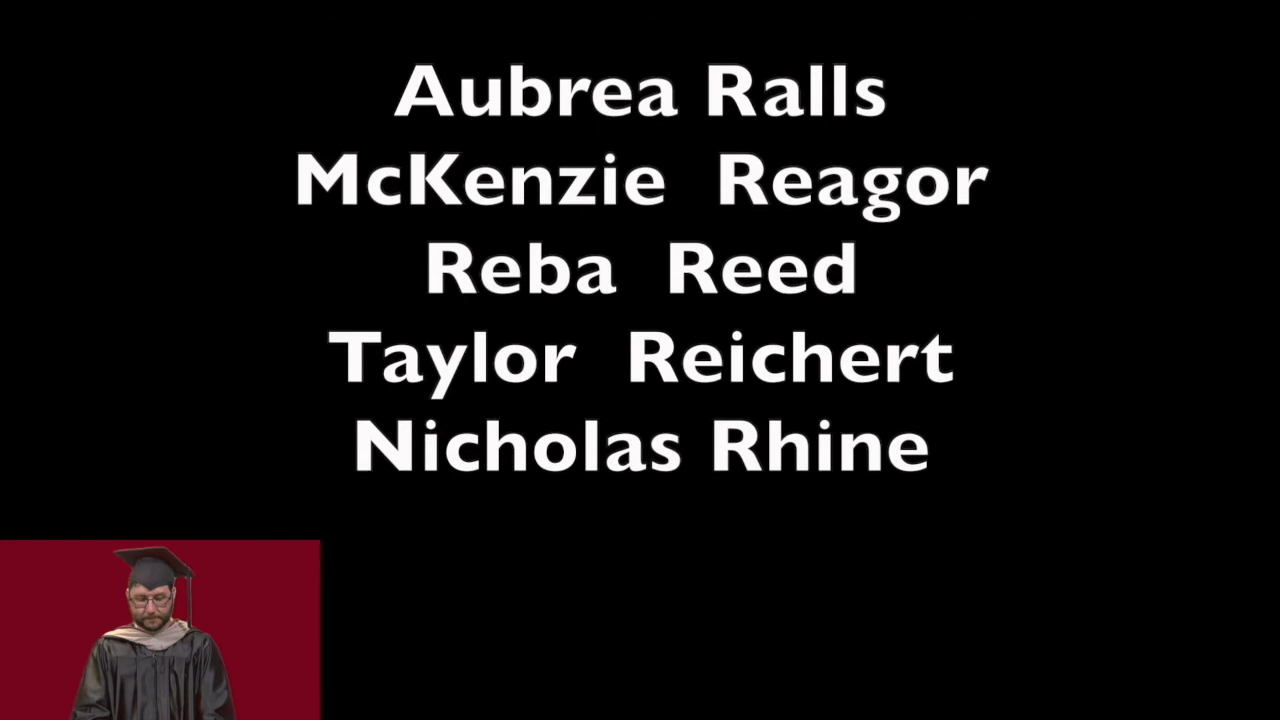 Aubrea Ralls
McKenzie  Reagor
Reba  Reed
Taylor  Reichert
Nicholas Rhine